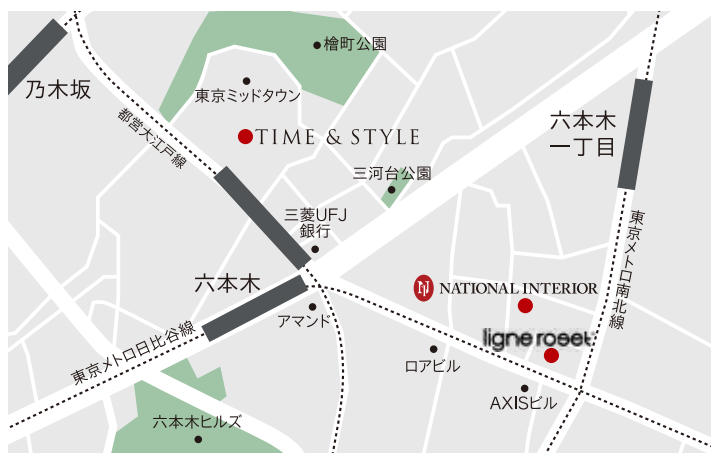 檜町公園
乃木坂
東京ミッドタウン
都営大江戸線
TIME & STYLE
六本木
一丁目
三河台公園
三菱UFJ
銀行
東京メトロ南北線
六本木
NATIONAL INTERIOR
アマンド
ligne roset
東京メトロ日比谷線
ロアビル
AXISビル
六本木ヒルズ